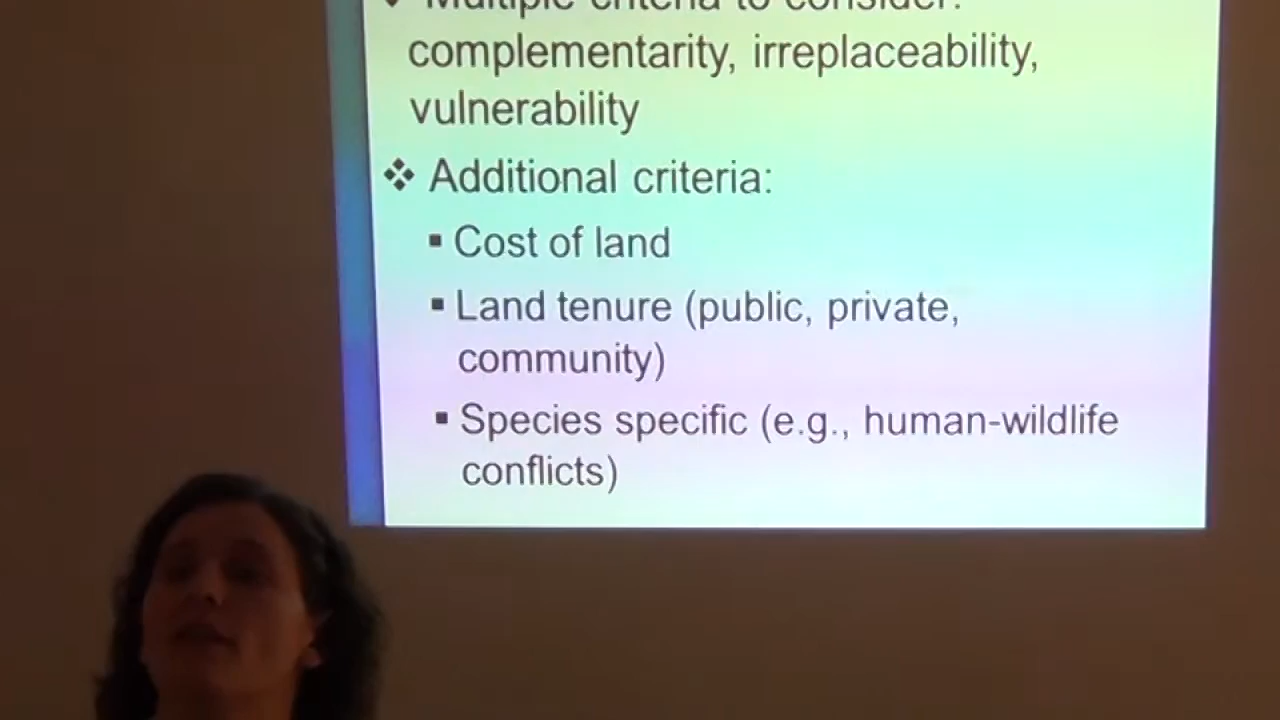 ❖ Multiple criteria to consider:
complementarity, irreplaceability,
vulnerability
❖ Additional criteria:
▪ Cost of land
▪ Land tenure (public, private,
community)
▪ Species specific (e.g., human-wildlife
conflicts)